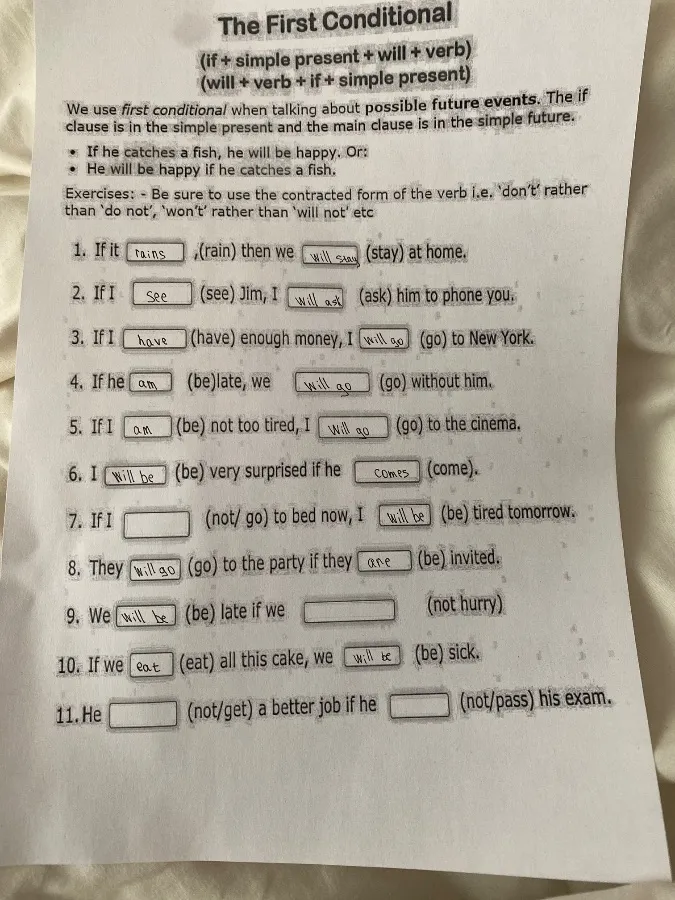 The First Conditional
(if + simple present + will + verb)
(will + verb + if + simple present)
We use first conditional when talking about possible future events. The if
clause is in the simple present and the main clause is in the simple future.
• If he catches a fish, he will be happy. Or:
• He will be happy if he catches a fish.
Exercises: - Be sure to use the contracted form of the verb i.e. 'don't' rather
than 'do not', 'won't' rather than 'will not' etc
1. If it rains ,(rain) then we will stay (stay) at home.
2. If I see (see) Jim, I will ask (ask) him to phone you.
3. If I have (have) enough money, I will go (go) to New York.
4. If he am (be)late, we will go (go) without him.
5. If I am (be) not too tired, I will go (go) to the cinema.
6. I will be (be) very surprised if he comes (come).
7. If I (not/ go) to bed now, I will be (be) tired tomorrow.
8. They will go (go) to the party if they are (be) invited.
9. We will be (be) late if we (not hurry)
10. If we eat (eat) all this cake, we will be (be) sick.
11. He (not/get) a better job if he (not/pass) his exam.